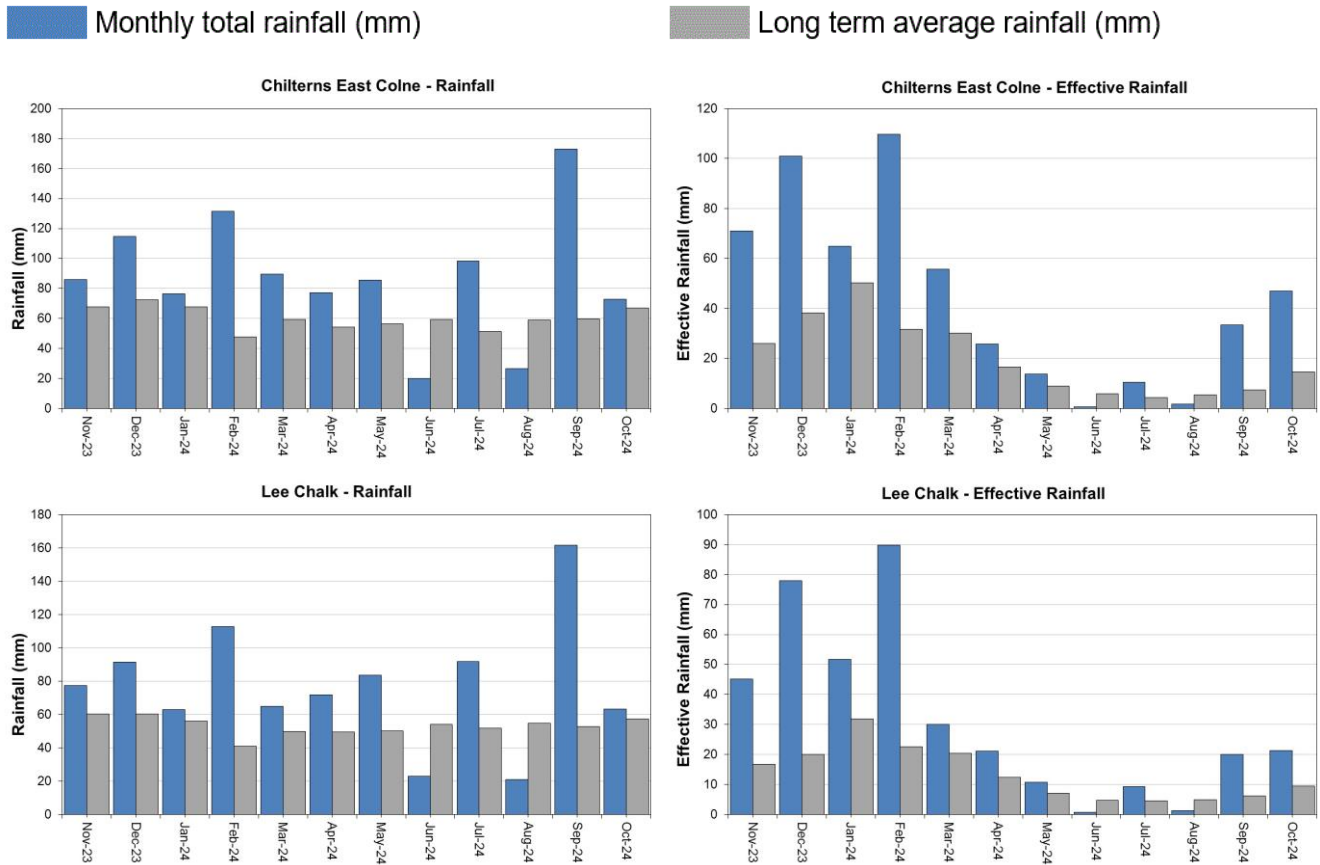 Monthly total rainfall (mm)
Long term average rainfall (mm)
Chilterns East Colne - Rainfall
Rainfall (mm)
200
180
160
140
120
100
80
60
40
20
0
Nov-23
Dec-23
Jan-24
Feb-24
Mar-24
Apr-24
May-24
Jun-24
Jul-24
Aug-24
Sep-24
Oct-24
Chilterns East Colne - Effective Rainfall
Effective Rainfall (mm)
120
100
80
60
40
20
0
Nov-23
Dec-23
Jan-24
Feb-24
Mar-24
Apr-24
May-24
Jun-24
Jul-24
Aug-24
Sep-24
Oct-24
Lee Chalk - Rainfall
Rainfall (mm)
180
160
140
120
100
80
60
40
20
0
Nov-23
Dec-23
Jan-24
Feb-24
Mar-24
Apr-24
May-24
Jun-24
Jul-24
Aug-24
Sep-24
Oct-24
Lee Chalk - Effective Rainfall
Effective Rainfall (mm)
100
90
80
70
60
50
40
30
20
10
0
Nov-23
Dec-23
Jan-24
Feb-24
Mar-24
Apr-24
May-24
Jun-24
Jul-24
Aug-24
Sep-24
Oct-24